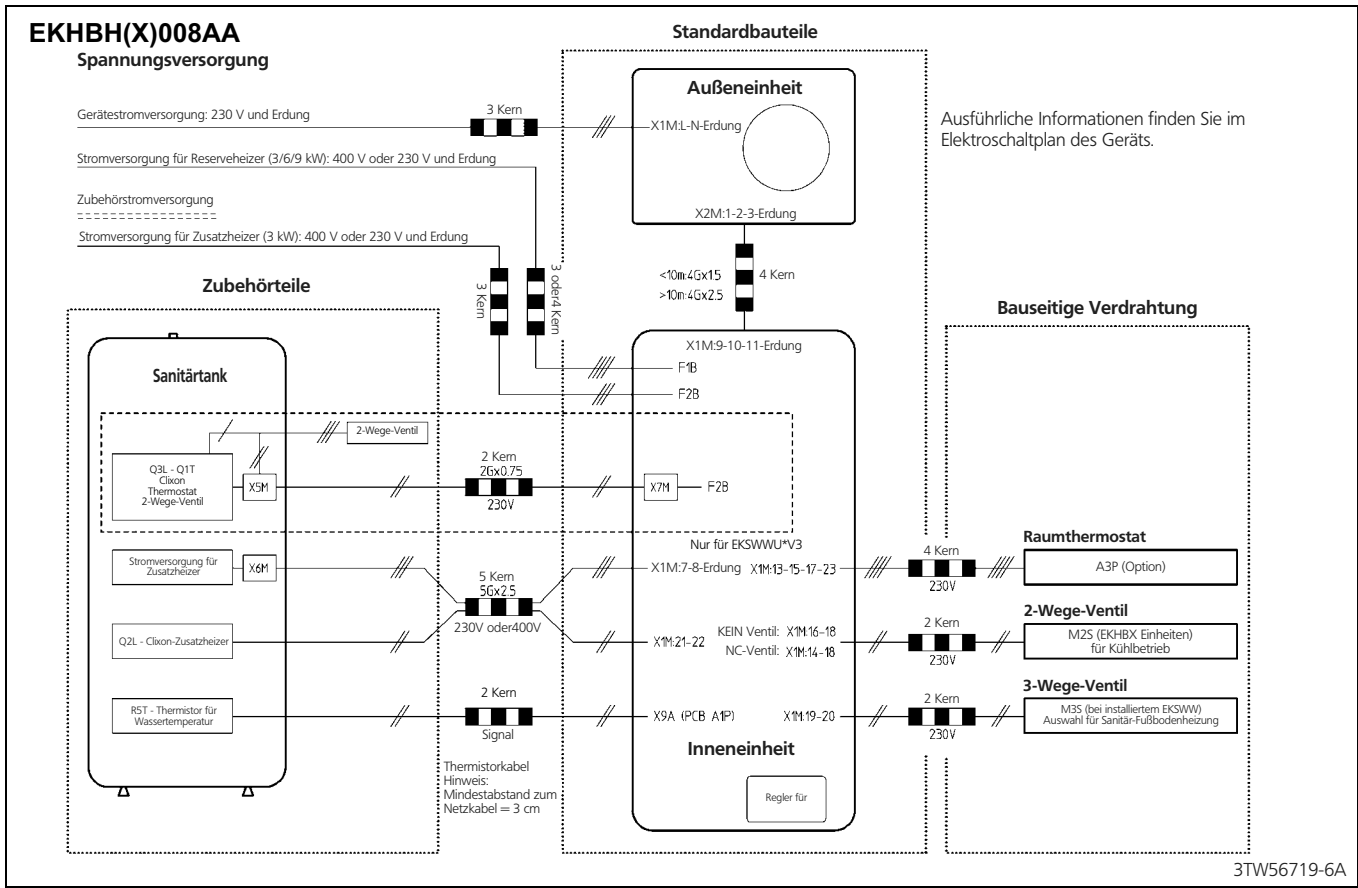 EKHBH(X)008AA
Spannungsversorgung
Standardbauteile
Außeneinheit
Gerätestromversorgung: 230 V und Erdung
3 Kern
X1M:L-N-Erdung
Ausführliche Informationen finden Sie im
Elektroschaltplan des Geräts.
Stromversorgung für Reserveheizer (3/6/9 kW): 400 V oder 230 V und Erdung
Zubehörstromversorgung
X2M:1-2-3-Erdung
Stromversorgung für Zusatzheizer (3 kW): 400 V oder 230 V und Erdung
3 Kern
3 oder4 Kern
<10m:4Gx1.5
>10m:4Gx2.5
4 Kern
Zubehörteile
Bauseitige Verdrahtung
X1M:9-10-11-Erdung
F1B
F2B
Sanitärtank
2-Wege-Ventil
Q3L - Q1T
Clixon
Thermostat
2-Wege-Ventil
X5M
2 Kern
2Gx0.75
230V
X7M
F2B
Nur für EKSWWU*V3
Stromversorgung für
Zusatzheizer
X6M
5 Kern
5Gx2.5
230V oder400V
X1M:7-8-Erdung
X1M:13-15-17-23
4 Kern
230V
Raumthermostat
A3P (Option)
Q2L - Clixon-Zusatzheizer
X1M:21-22
KEIN Ventil: X1M:16-18
NC-Ventil: X1M:14-18
2 Kern
230V
2-Wege-Ventil
M2S (EKHBX Einheiten)
für Kühlbetrieb
R5T - Thermistor für
Wassertemperatur
2 Kern
Signal
X9A (PCB A1P)
X1M:19-20
2 Kern
230V
3-Wege-Ventil
M3S (bei installiertem EKSWW)
Auswahl für Sanitär-Fußbodenheizung
Inneneinheit
Thermistorkabel
Hinweis:
Mindestabstand zum
Netzkabel = 3 cm
Regler für
3TW56719-6A